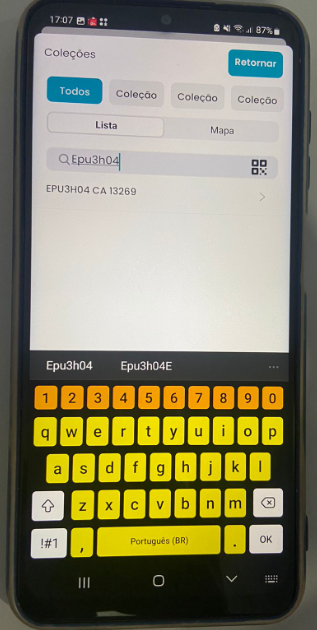 17:07 87%
Coleções
Retornar
Todos Coleção Coleção Coleção
Lista Mapa
Epu3h04
EPU3H04 CA 13269
Epu3h04 Epu3h04E ...
1 2 3 4 5 6 7 8 9 0
q w e r t y u i o p
a s d f g h j k l
z x c v b n m
!#1 , Português (BR) . OK